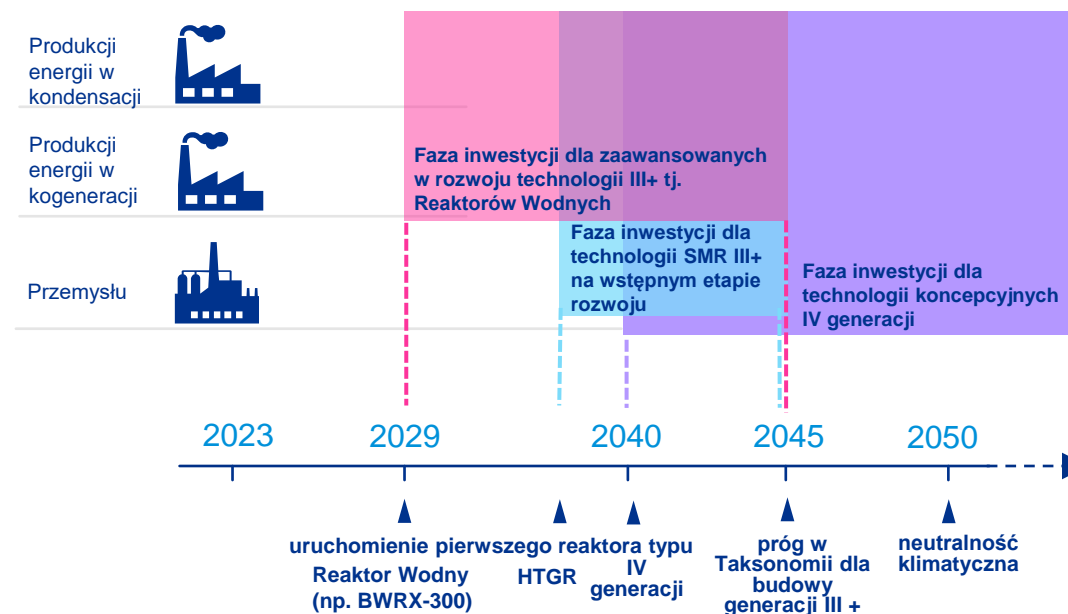 Produkcji
energii w
kondensacji
Produkcji
energii w
kogeneracji
Faza inwestycji dla zaawansowanych
w rozwoju technologii III+ tj.
Reaktorów Wodnych
Faza inwestycji dla
technologii SMR III+
na wstępnym etapie
rozwoju
Przemysłu
Faza inwestycji dla
technologii koncepcyjnych
IV generacji
2023
2029
2040
2045
2050
uruchomienie pierwszego reaktora typu
Reaktor Wodny
(np. BWRX-300)
HTGR
IV
generacji
próg w
Taksonomii dla
budowy
generacji III +
neutralność
klimatyczna